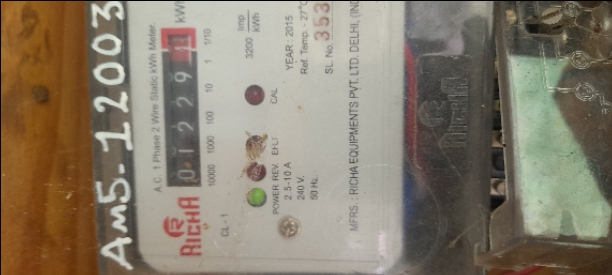 Am5-12003
A.C. 1 Phase 2 Wire Static kWh Meter.
0 1 2 2 9
kWh
10000 1000 100 10 1 1/10
RICHA
CL - 1
Imp
3200 kWh
POWER REV. EFLT CAL
2.5-10 A
240 V.
50 Hz.
YEAR : 2015
Ref. Temp. - 27°C
SL. No. 353
MFRS. : RICHA EQUIPMENTS PVT. LTD. DELHI,
RICHA